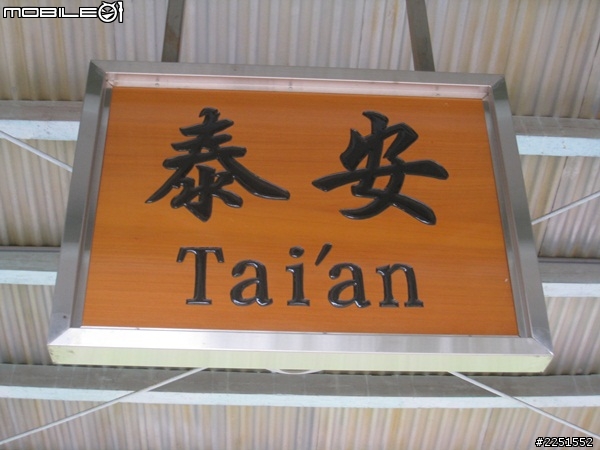 MOBILE01
泰安
Tai'an
#2251552